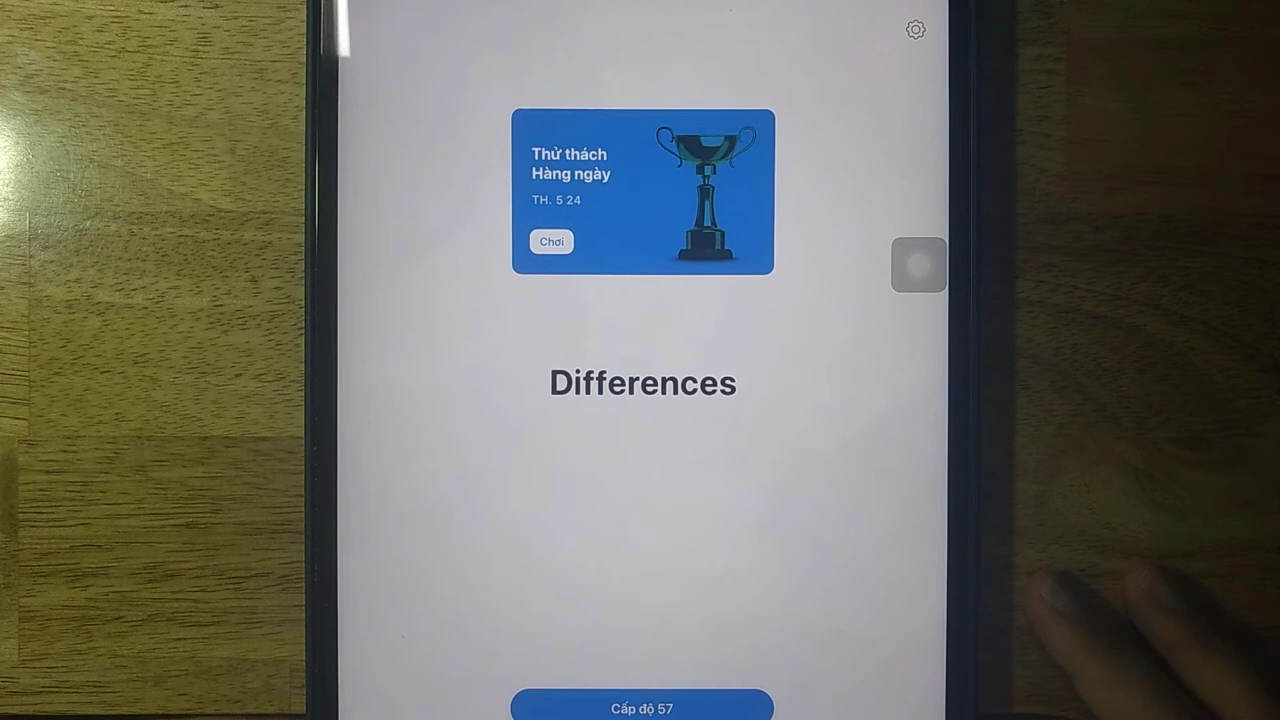 Thử thách
Hàng ngày
TH. 5 24
Chơi
Differences
Cấp độ 57